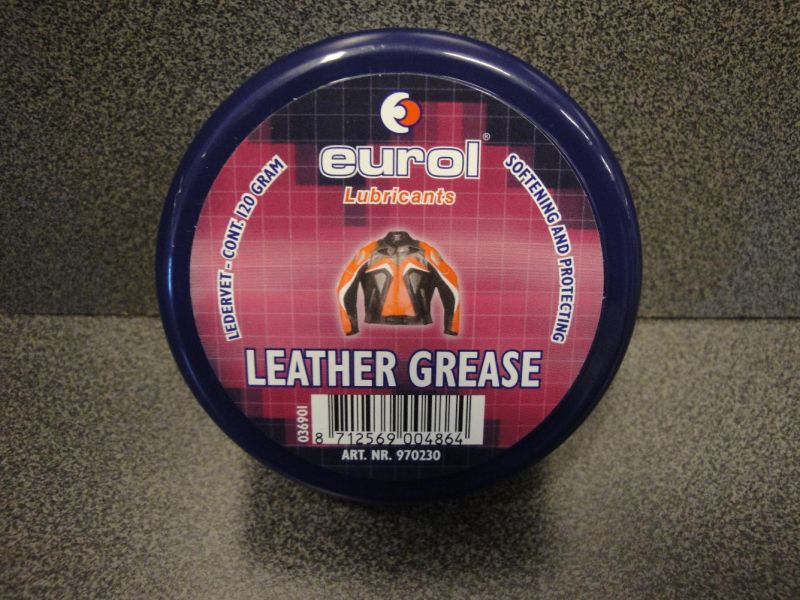 eurol®
Lubricants
LEDERVET - CONT. 120 GRAM
SOFTENING AND PROTECTING
LEATHER GREASE
036901
8 712569 004864
ART. NR. 970230